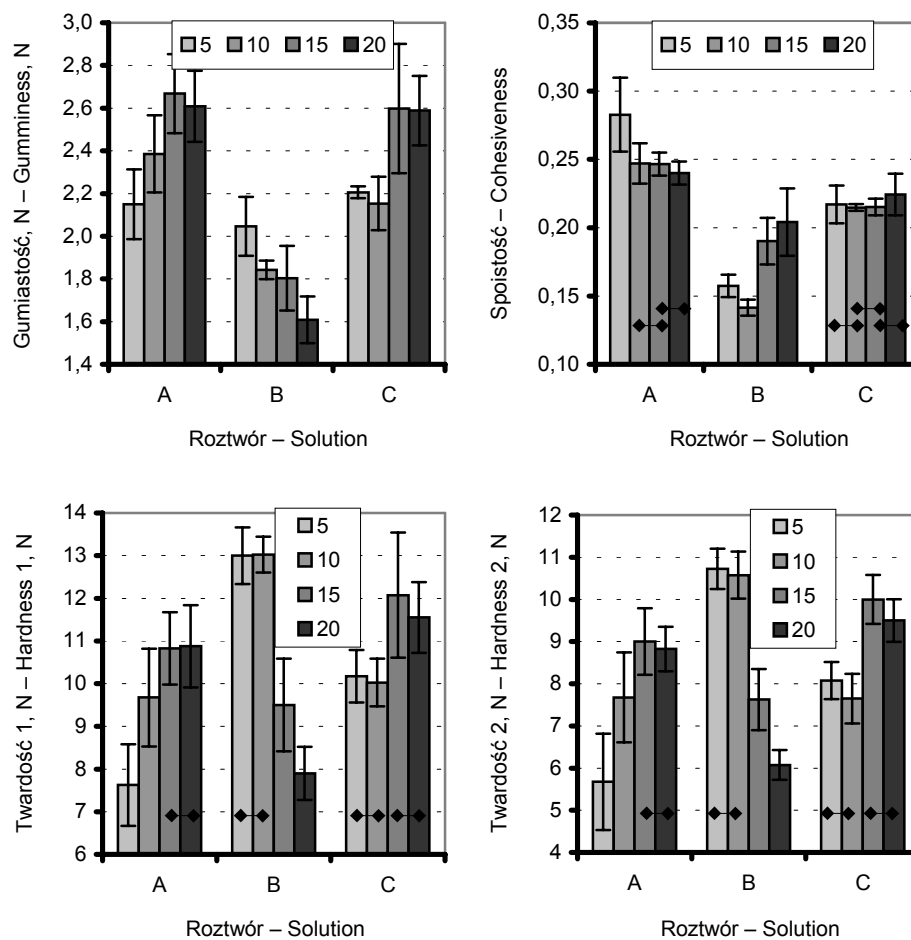 3,0
2,8
2,6
2,4
2,2
2,0
1,8
1,6
1,4
Gumiastość, N – Gumminess, N
5 10 15 20
A B C
Roztwór – Solution
0,35
0,30
0,25
0,20
0,15
0,10
Spoistość – Cohesiveness
5 10 15 20
A B C
Roztwór – Solution
14
13
12
11
10
9
8
7
6
Twardość 1, N – Hardness 1, N
5
10
15
20
A B C
Roztwór – Solution
12
11
10
9
8
7
6
5
4
Twardość 2, N – Hardness 2, N
5
10
15
20
A B C
Roztwór – Solution